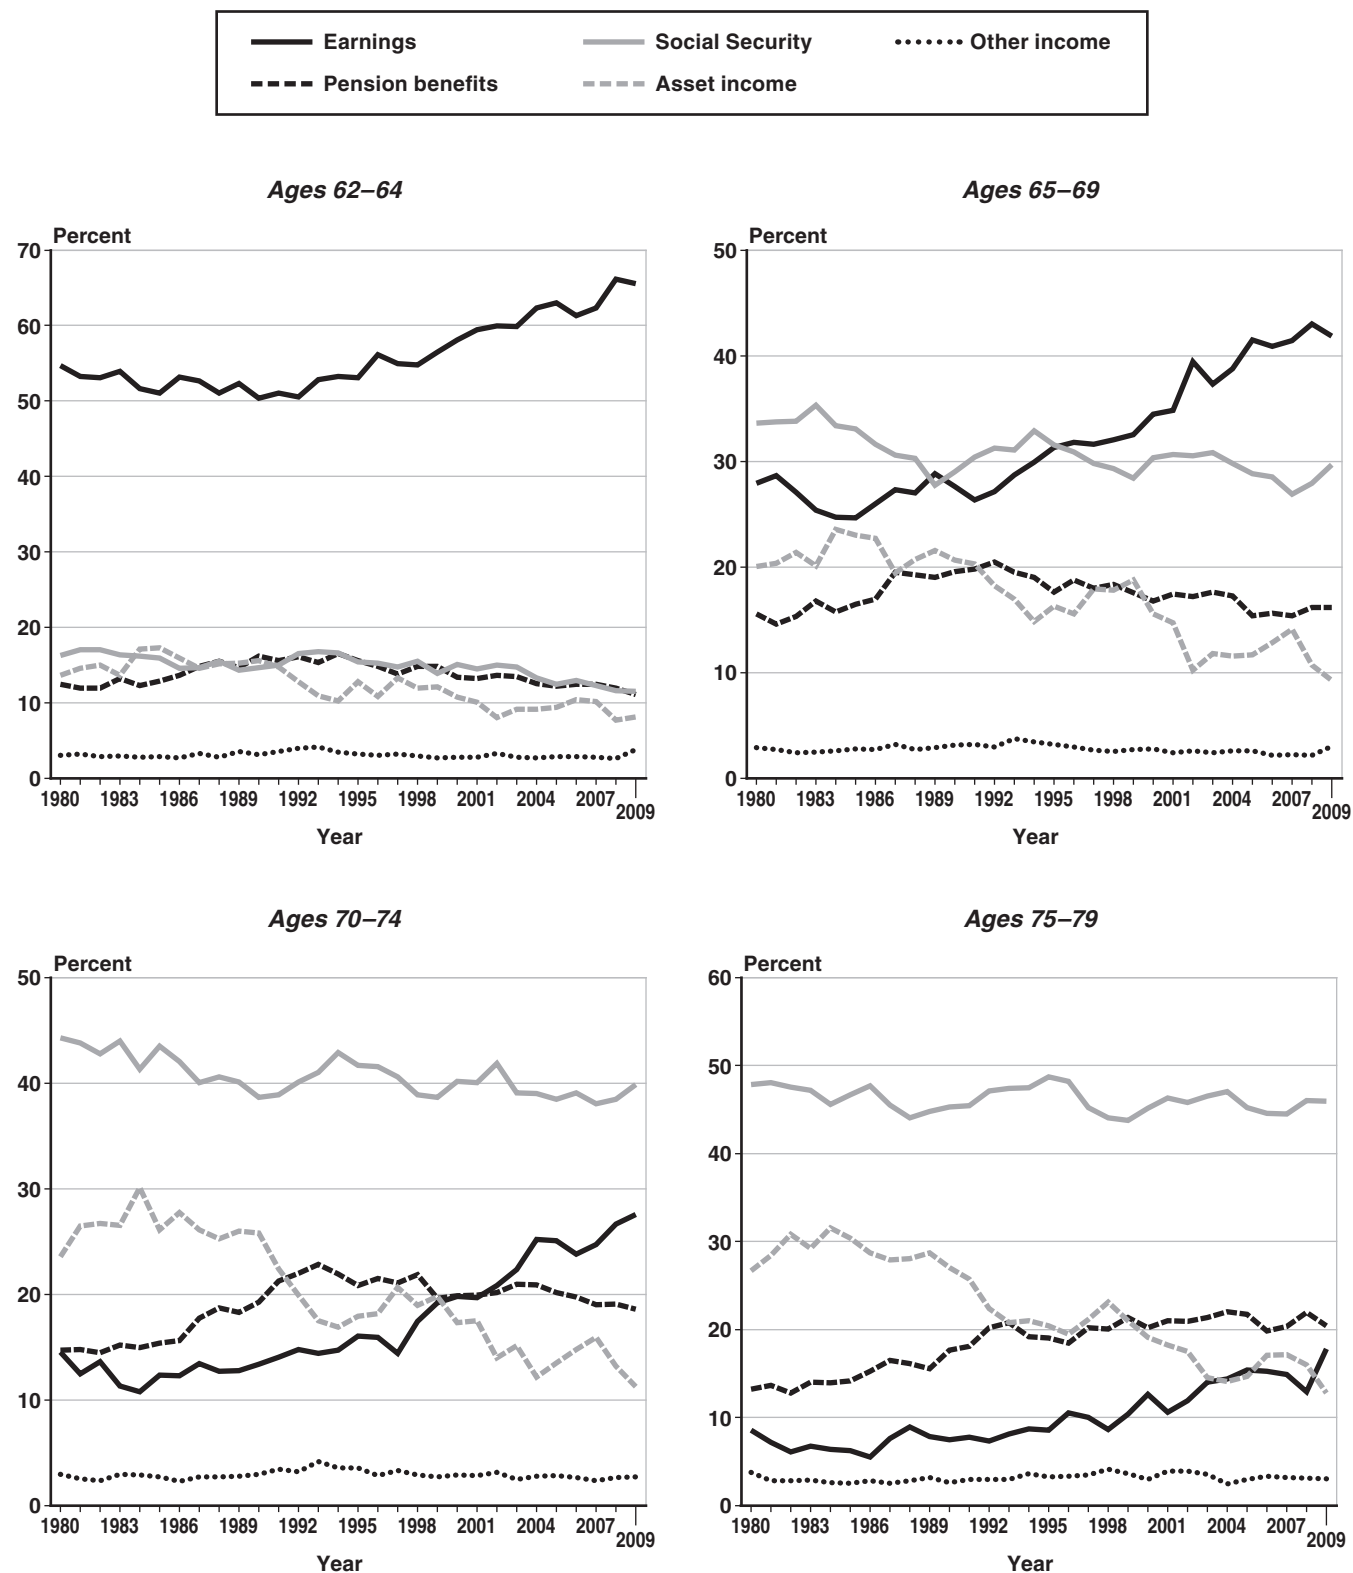 Earnings Social Security Other income
Pension benefits Asset income
Ages 62–64
Percent
70
60
50
40
30
20
10
0
1980 1983 1986 1989 1992 1995 1998 2001 2004 2007 2009
Year
Ages 65–69
Percent
50
40
30
20
10
0
1980 1983 1986 1989 1992 1995 1998 2001 2004 2007 2009
Year
Ages 70–74
Percent
50
40
30
20
10
0
1980 1983 1986 1989 1992 1995 1998 2001 2004 2007 2009
Year
Ages 75–79
Percent
60
50
40
30
20
10
0
1980 1983 1986 1989 1992 1995 1998 2001 2004 2007 2009
Year